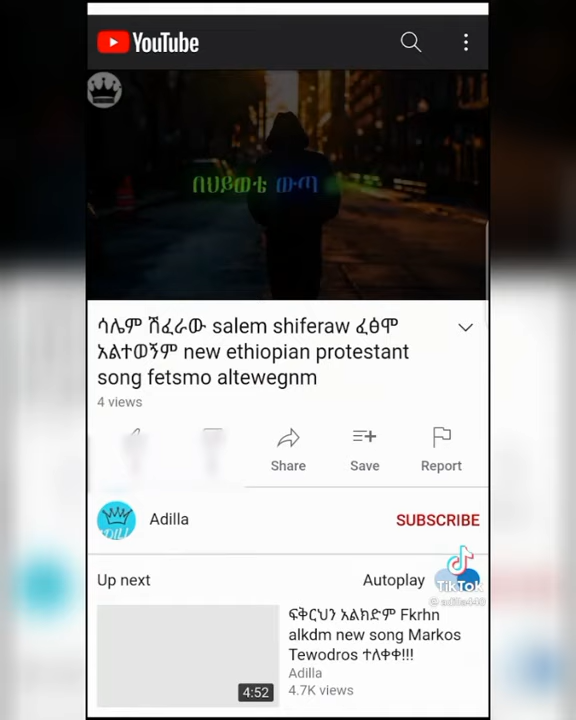 YouTube
በህይወቴ ውጣ
ሳሌም ሽፈራው salem shiferaw ፈፅሞ
አልተወኝም new ethiopian protestant
song fetsmo altewegnm
4 views
Share
Save
Report
Adilla
SUBSCRIBE
Up next
Autoplay
TikTok
@adilla440
ፍቅርህን አልክድም Fkrhn
alkdm new song Markos
Tewodros ተለቀቀ!!!
Adilla
4:52
4.7K views